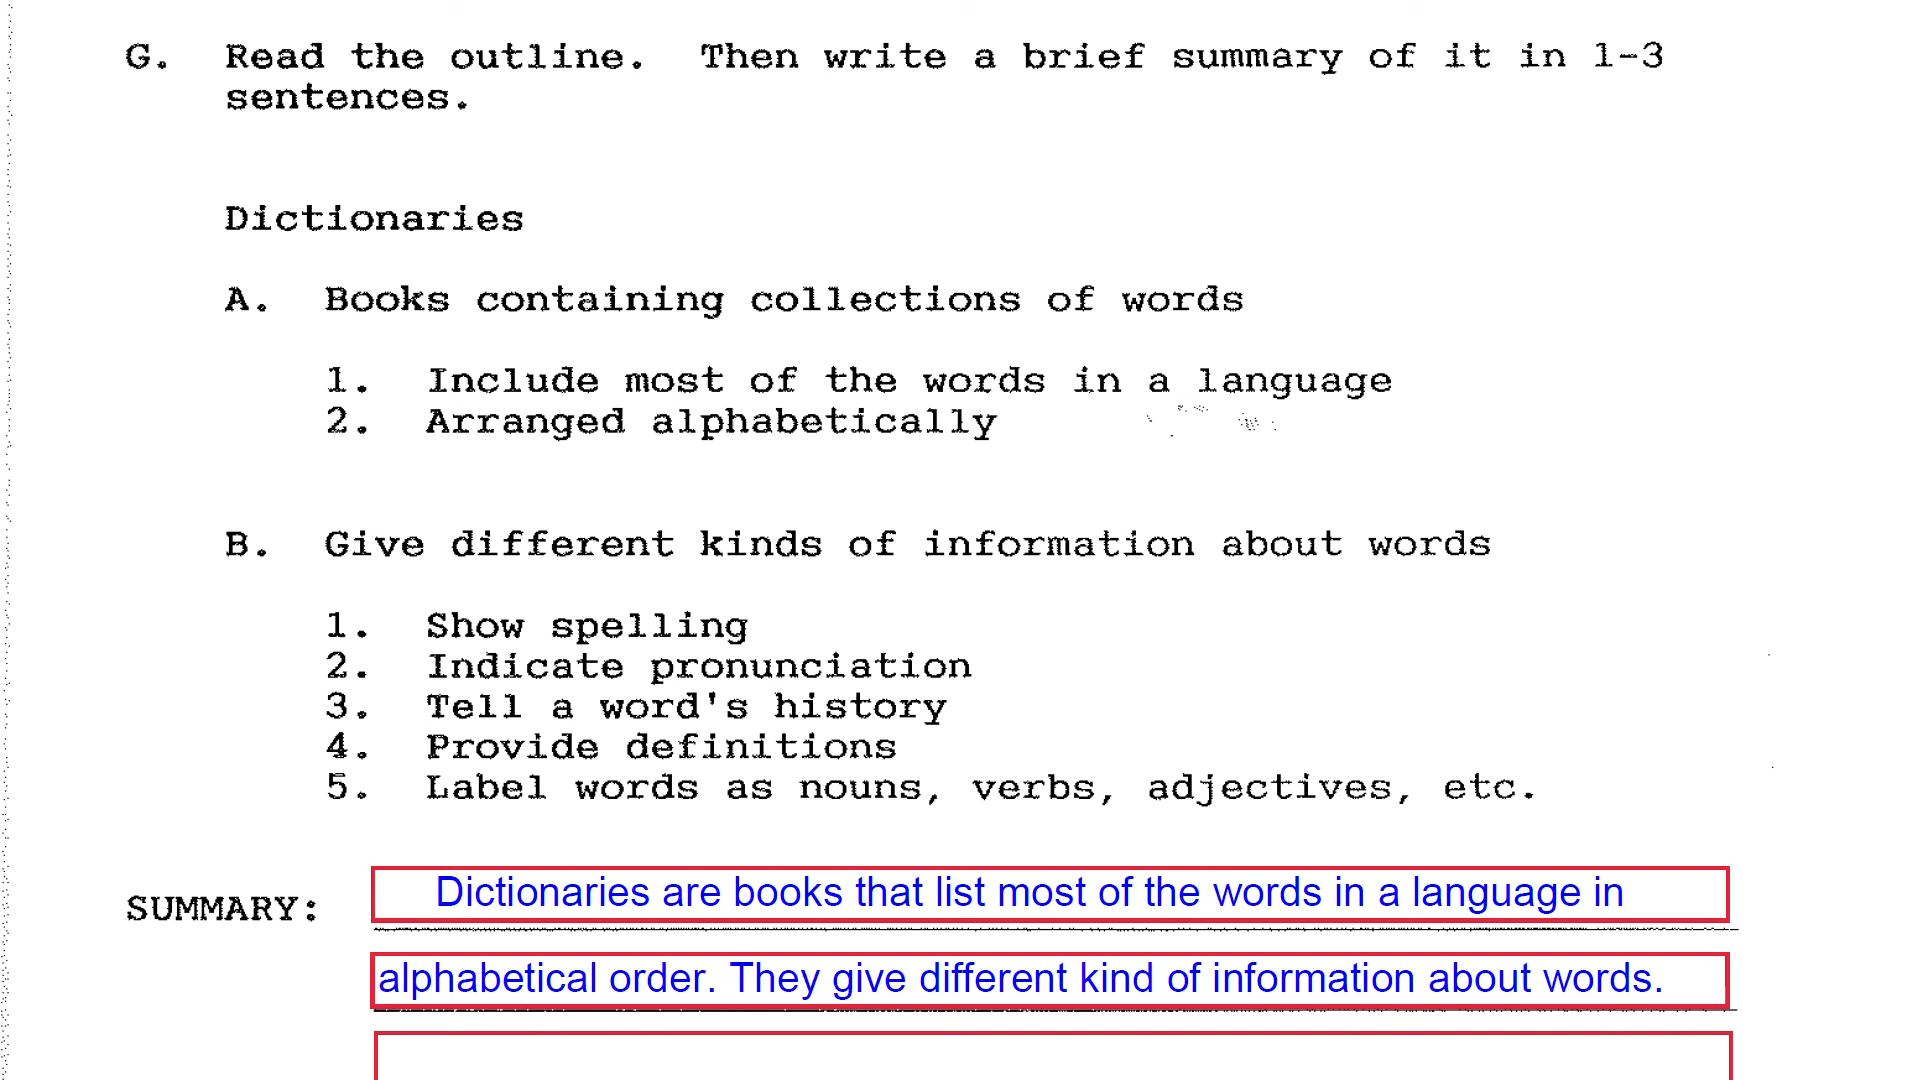 G. Read the outline. Then write a brief summary of it in 1-3
sentences.
Dictionaries
A. Books containing collections of words
1. Include most of the words in a language
2. Arranged alphabetically
B. Give different kinds of information about words
1. Show spelling
2. Indicate pronunciation
3. Tell a word's history
4. Provide definitions
5. Label words as nouns, verbs, adjectives, etc.
SUMMARY: Dictionaries are books that list most of the words in a language in
alphabetical order. They give different kind of information about words.